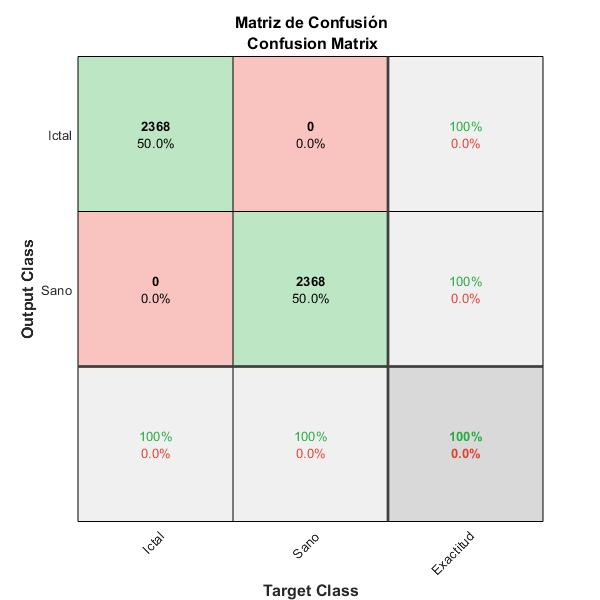 Matriz de Confusión
Confusion Matrix
Ictal
2368
50.0%
0
0.0%
100%
0.0%
Output Class
Sano
0
0.0%
2368
50.0%
100%
0.0%
100%
0.0%
100%
0.0%
100%
0.0%
Ictal
Sano
Exactitud
Target Class